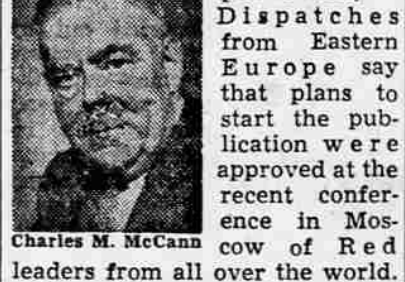 Dispatches
from Eastern
Europe say
that plans to
start the pub-
lication were
approved at the
recent confer-
ence in Mos-
Charles M. McCann
cow of Red
leaders from all over the world.